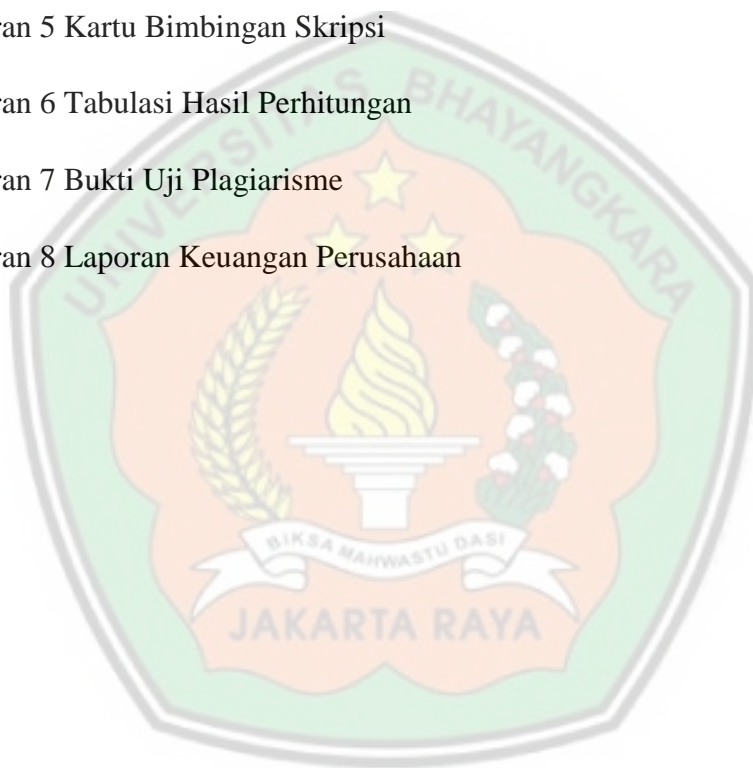 ran 5 Kartu Bimbingan Skripsi
ran 6 Tabulasi Hasil Perhitungan
ran 7 Bukti Uji Plagiarisme
ran 8 Laporan Keuangan Perusahaan
UNIVERSITAS BHAYANGKARA
BIKSA MAHWASTU DASI
JAKARTA RAYA